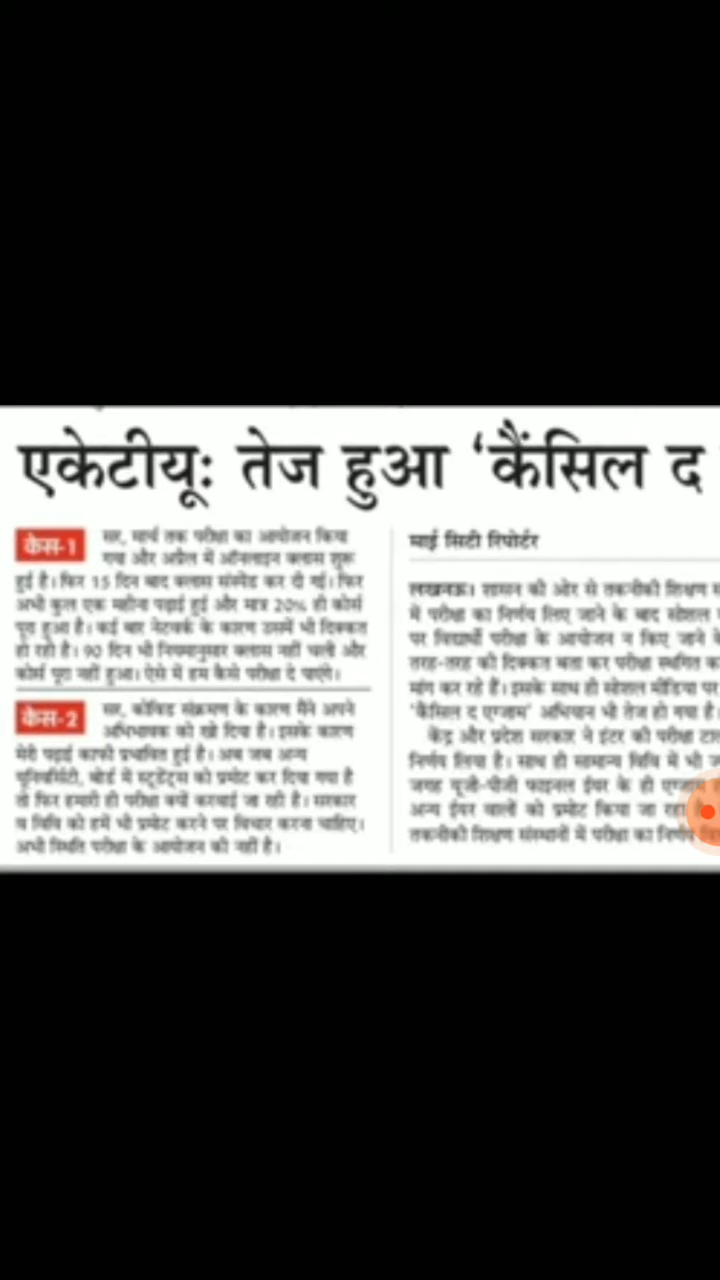 एकेटीयू: तेज हुआ ‘कैंसिल द
केस-1
सर, मार्च तक परीक्षा का आयोजन किया
गया और अप्रैल में ऑनलाइन क्लास शुरू
हुई है। फिर 15 दिन बाद क्लास संस्पेंड कर दी गई। फिर
अभी कुल एक महीना पढ़ाई हुई और मात्र 20% ही कोर्स
पूरा हुआ है। कई बार नेटवर्क के कारण उसमें भी दिक्कत
हो रही है। 90 दिन भी नियमानुसार क्लास नहीं चली और
कोर्स पूरा नहीं हुआ। ऐसे में हम कैसे परीक्षा दे पाएंगे।
केस-2
सर, कोविड संक्रमण के कारण मैंने अपने
अभिभावक को खो दिया है। इसके कारण
मेरी पढ़ाई काफी प्रभावित हुई है। अब जब अन्य
यूनिवर्सिटी, बोर्ड में स्टूडेंट्स को प्रमोट कर दिया गया है
तो फिर हमारी ही परीक्षा क्यों करवाई जा रही है। सरकार
व विवि को हमें भी प्रमोट करने पर विचार करना चाहिए।
अभी स्थिति परीक्षा के आयोजन की नहीं है।
माई सिटी रिपोर्टर
लखनऊ। शासन की ओर से तकनीकी शिक्षण
में परीक्षा का निर्णय लिए जाने के बाद सोशल
पर विद्यार्थी परीक्षा के आयोजन न किए जाने
तरह-तरह की दिक्कत बता कर परीक्षा स्थगित
मांग कर रहे हैं। इसके साथ ही सोशल मीडिया पर
‘कैंसिल द एग्जाम’ अभियान भी तेज हो गया है।
केंद्र और प्रदेश सरकार ने इंटर की परीक्षा
निर्णय लिया है। साथ ही सामान्य विवि में भी
जगह यूजी-पीजी फाइनल ईयर के ही एग्जाम
अन्य ईयर वालों को प्रमोट किया जा रहा
तकनीकी शिक्षण संस्थानों में परीक्षा का निर्णय